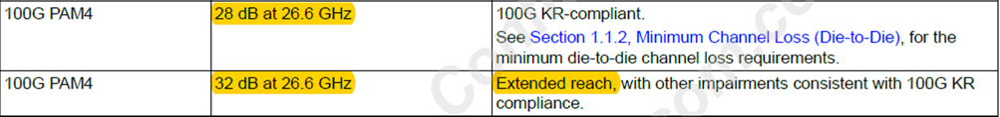 100G PAM4 28 dB at 26.6 GHz 100G KR-compliant.
See Section 1.1.2, Minimum Channel Loss (Die-to-Die), for the
minimum die-to-die channel loss requirements.
100G PAM4 32 dB at 26.6 GHz Extended reach, with other impairments consistent with 100G KR
compliance.